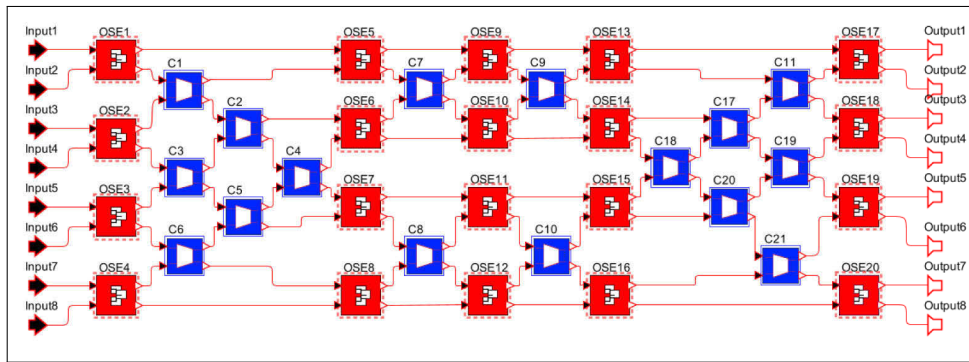 Input1 OSE1 OSE5 OSE9 OSE13 OSE17 Output1
Input2 C1 C7 C9 C11 Output2
Input3 OSE2 C2 OSE6 OSE10 OSE14 C17 OSE18 Output3
Input4 C3 C4 C18 C19 Output4
Input5 OSE3 C5 OSE7 OSE11 OSE15 C20 OSE19 Output5
Input6 C6 C8 C10 C21 Output6
Input7 OSE4 OSE8 OSE12 OSE16 OSE20 Output7
Input8 Output8